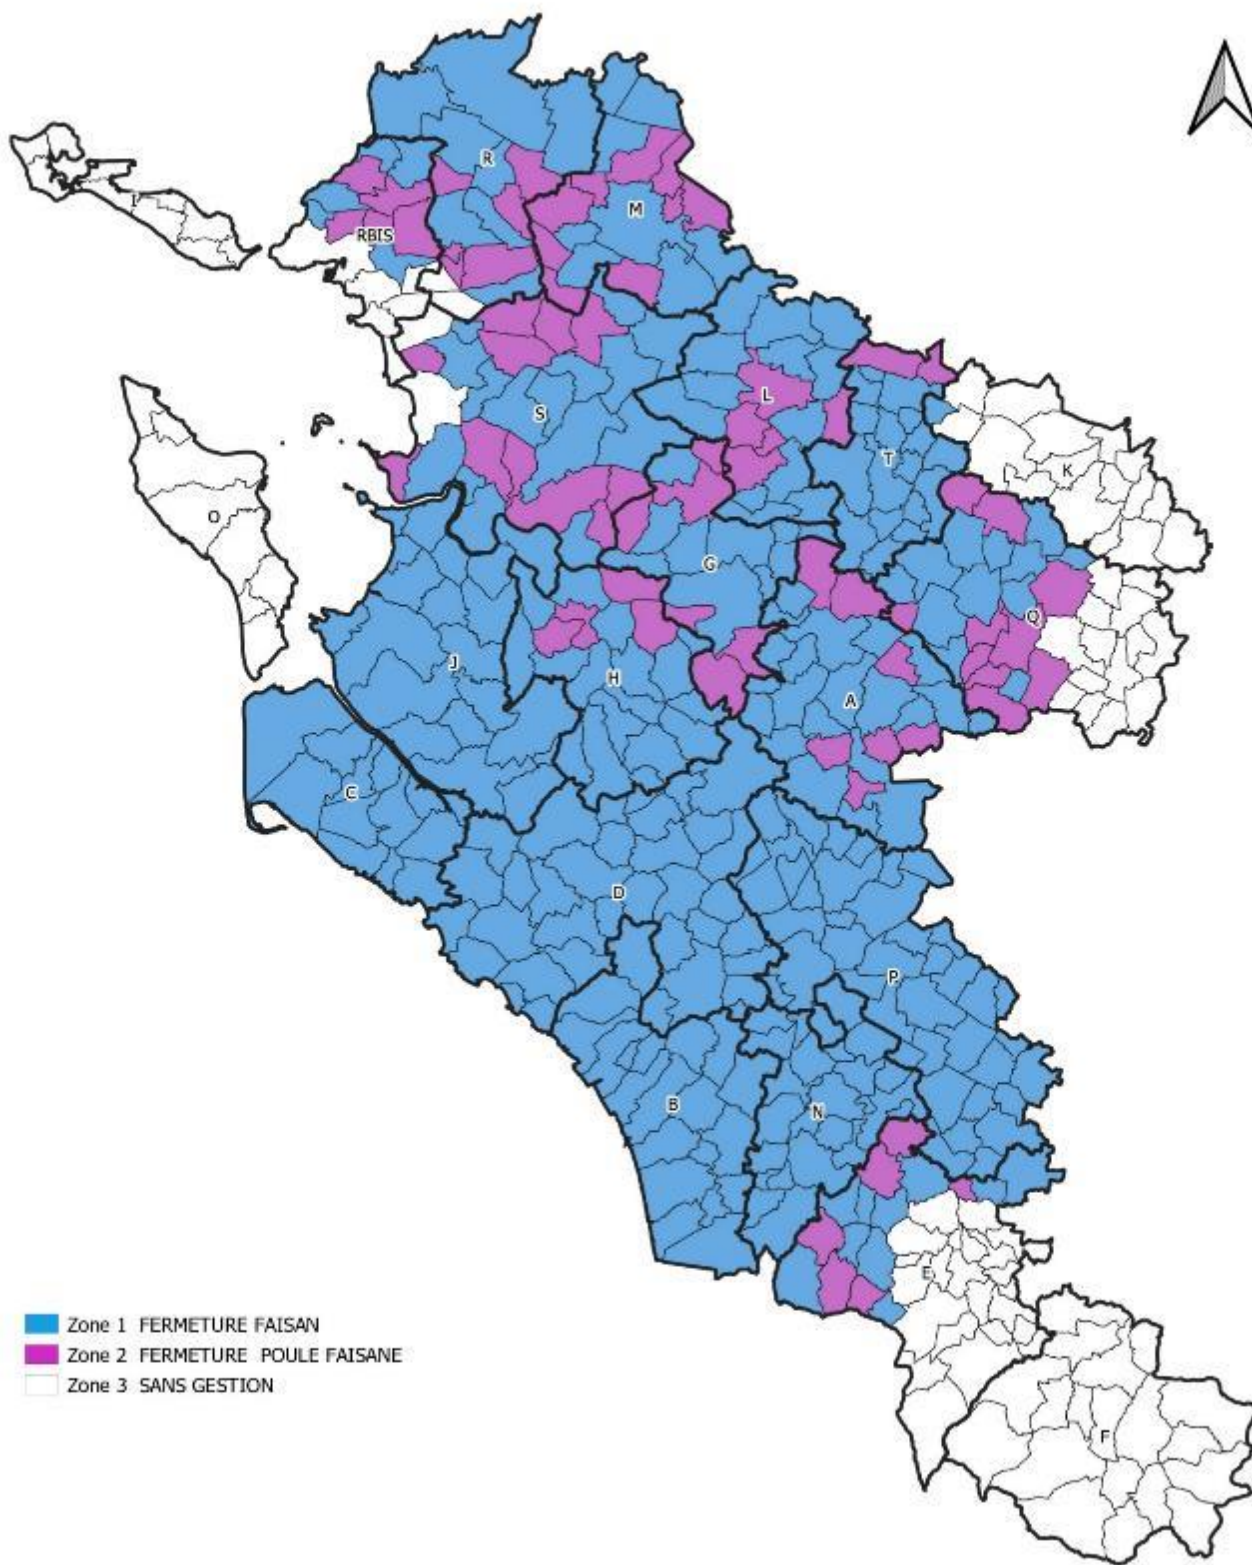 R
M
RBIS
L
S
T
K
O
G
Q
J
H
A
C
D
P
B
N
E
F
Zone 1 FERMETURE FAISAN
Zone 2 FERMETURE POULE FAISANE
Zone 3 SANS GESTION